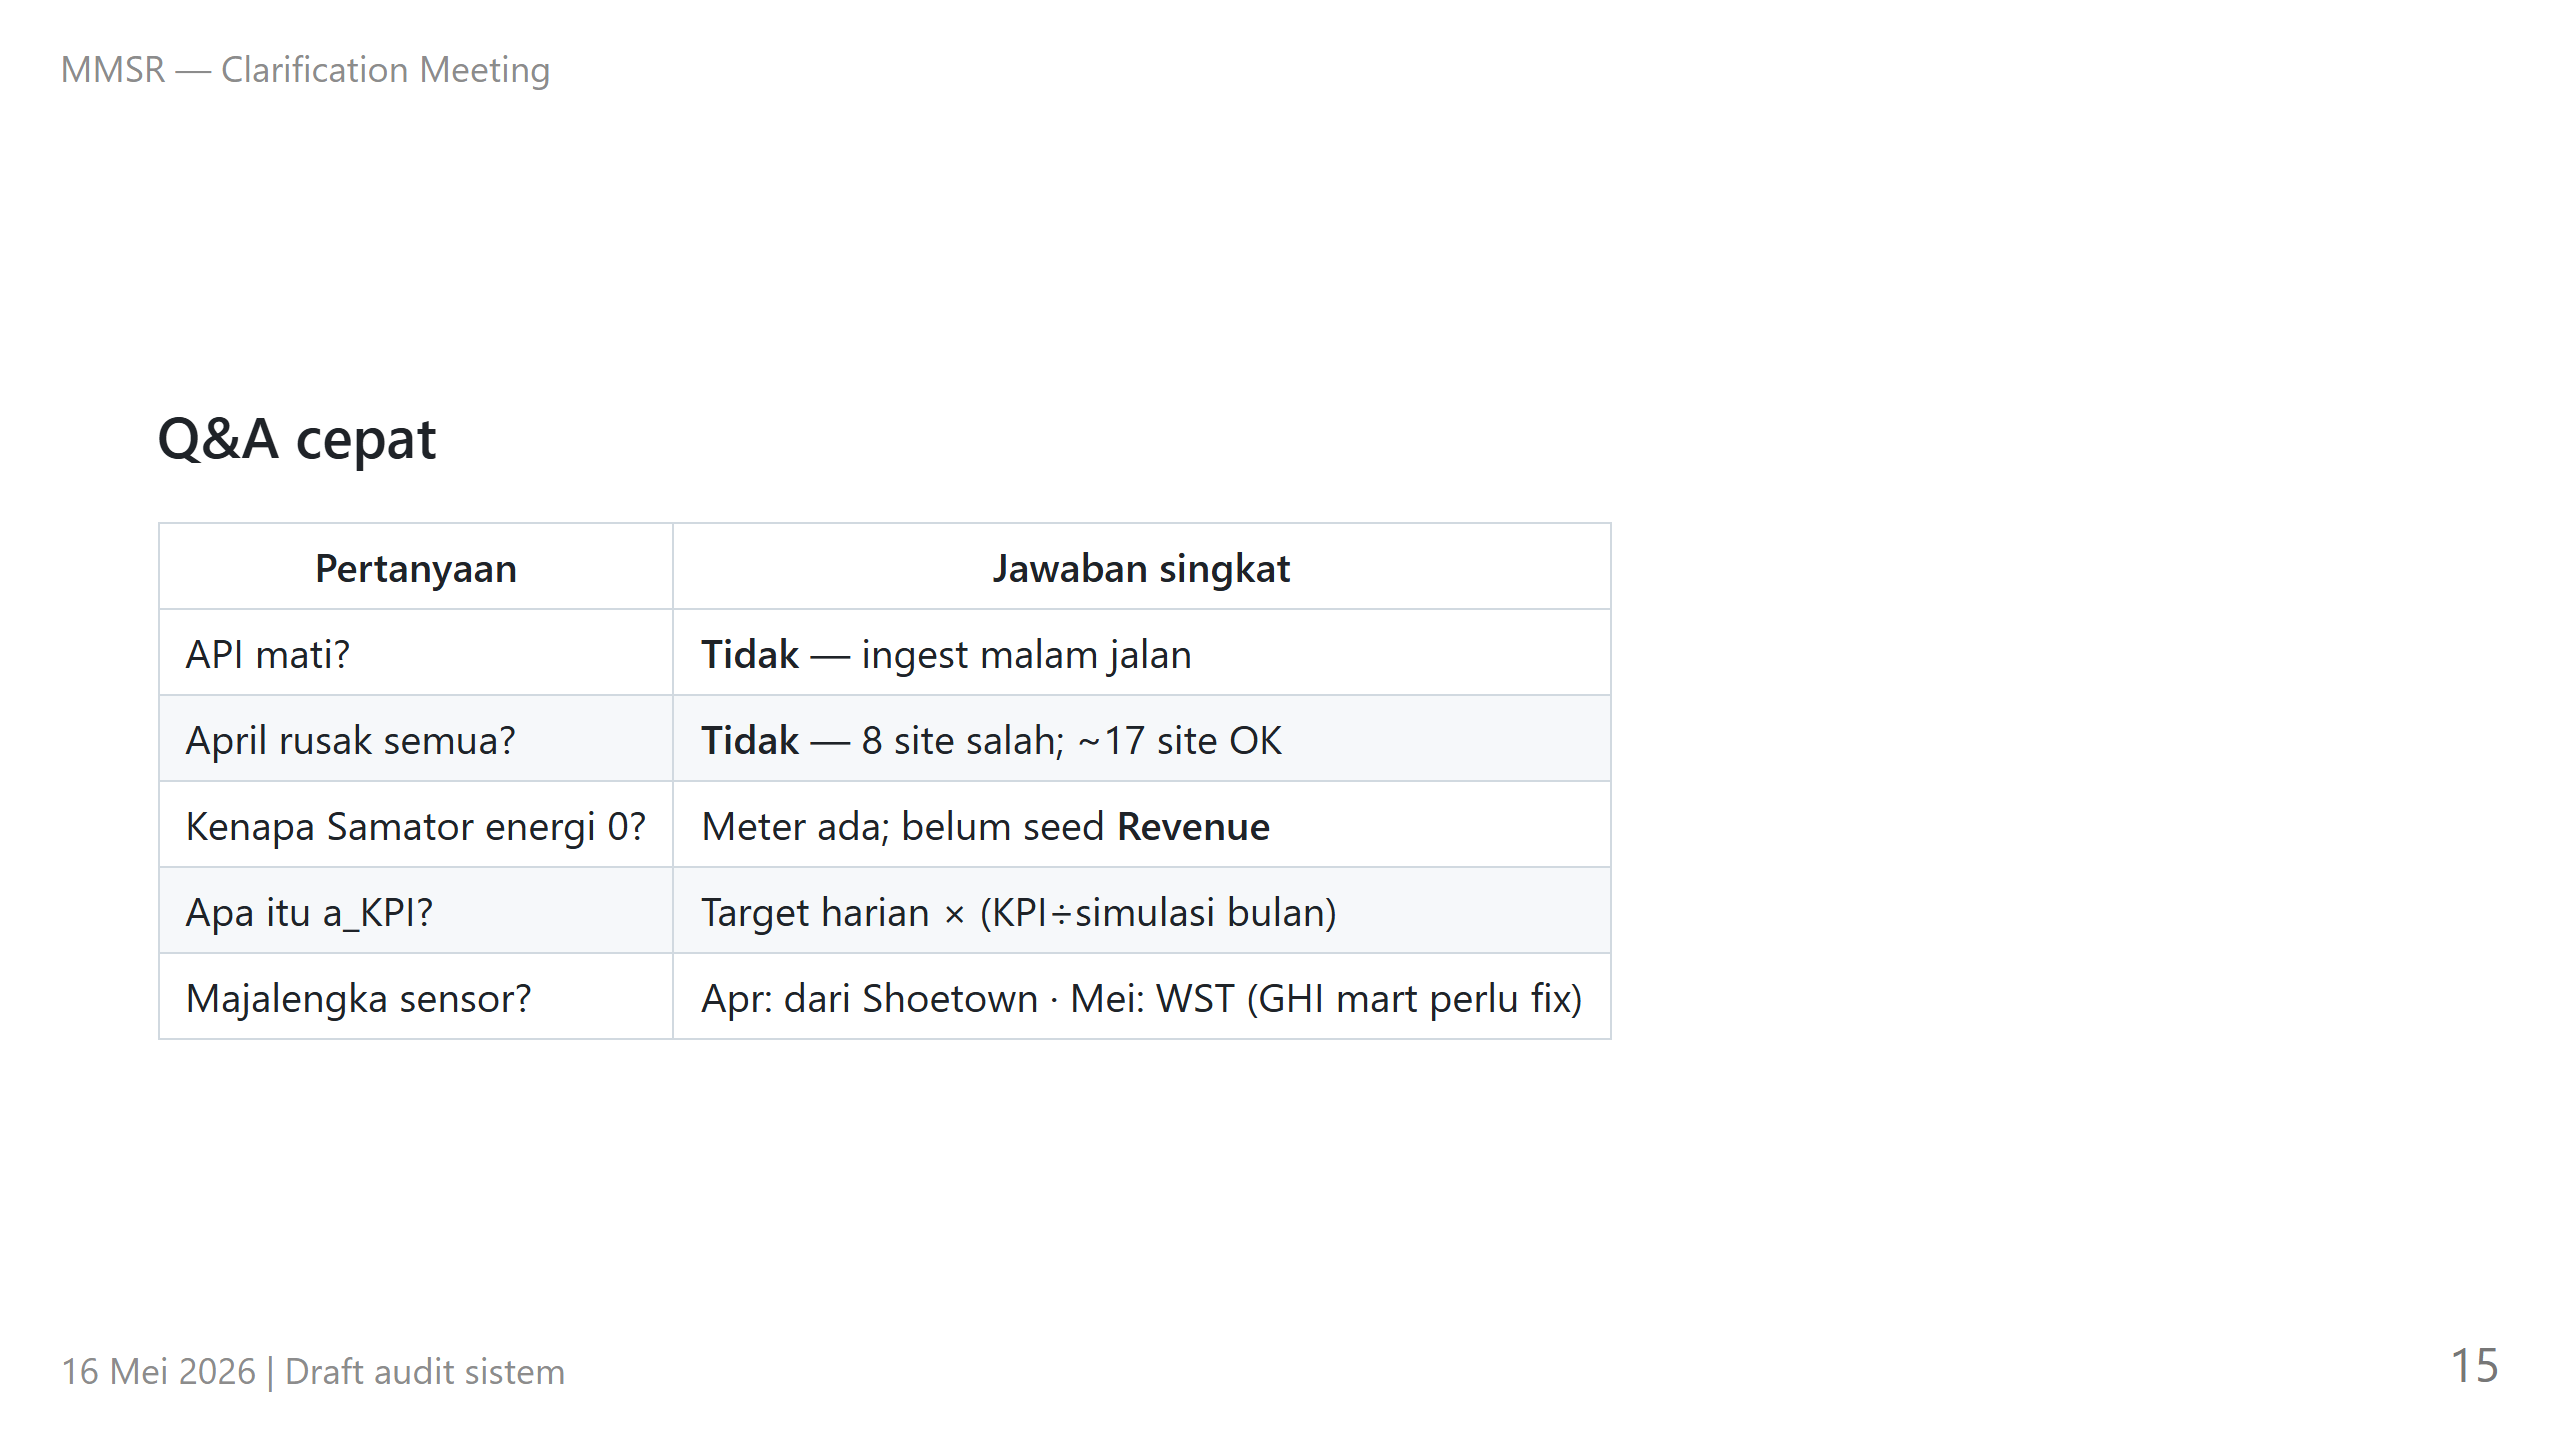 MMSR — Clarification Meeting
Q&A cepat
Pertanyaan Jawaban singkat
API mati? Tidak — ingest malam jalan
April rusak semua? Tidak — 8 site salah; ~17 site OK
Kenapa Samator energi 0? Meter ada; belum seed Revenue
Apa itu a_KPI? Target harian × (KPI÷simulasi bulan)
Majalengka sensor? Apr: dari Shoetown · Mei: WST (GHI mart perlu fix)
16 Mei 2026 | Draft audit sistem
15